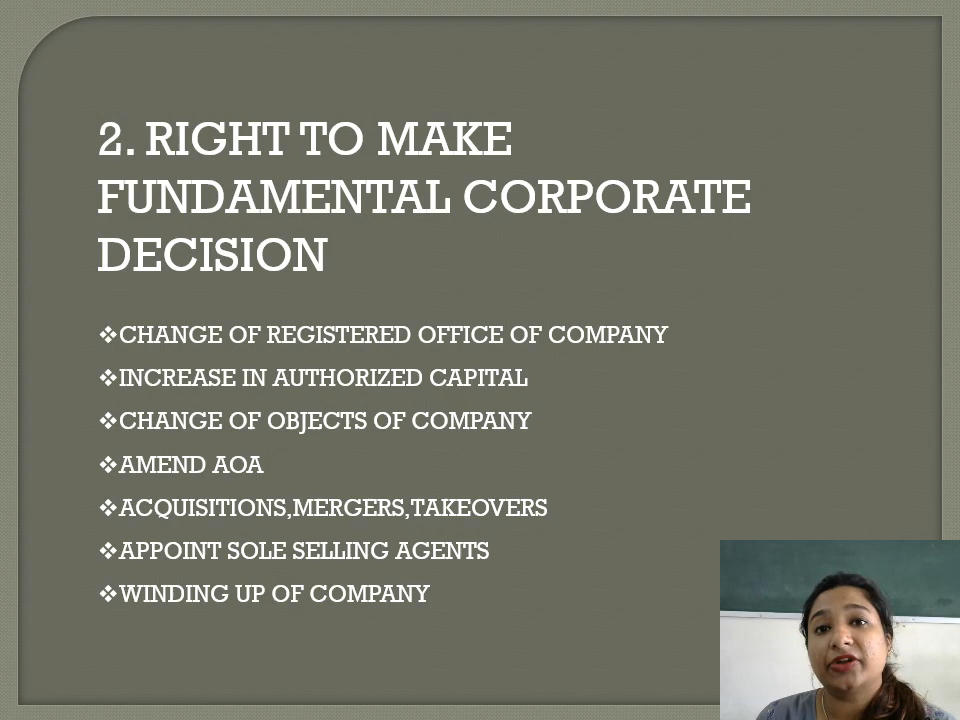 2. RIGHT TO MAKE
FUNDAMENTAL CORPORATE
DECISION
❖CHANGE OF REGISTERED OFFICE OF COMPANY
❖INCREASE IN AUTHORIZED CAPITAL
❖CHANGE OF OBJECTS OF COMPANY
❖AMEND AOA
❖ACQUISITIONS,MERGERS,TAKEOVERS
❖APPOINT SOLE SELLING AGENTS
❖WINDING UP OF COMPANY